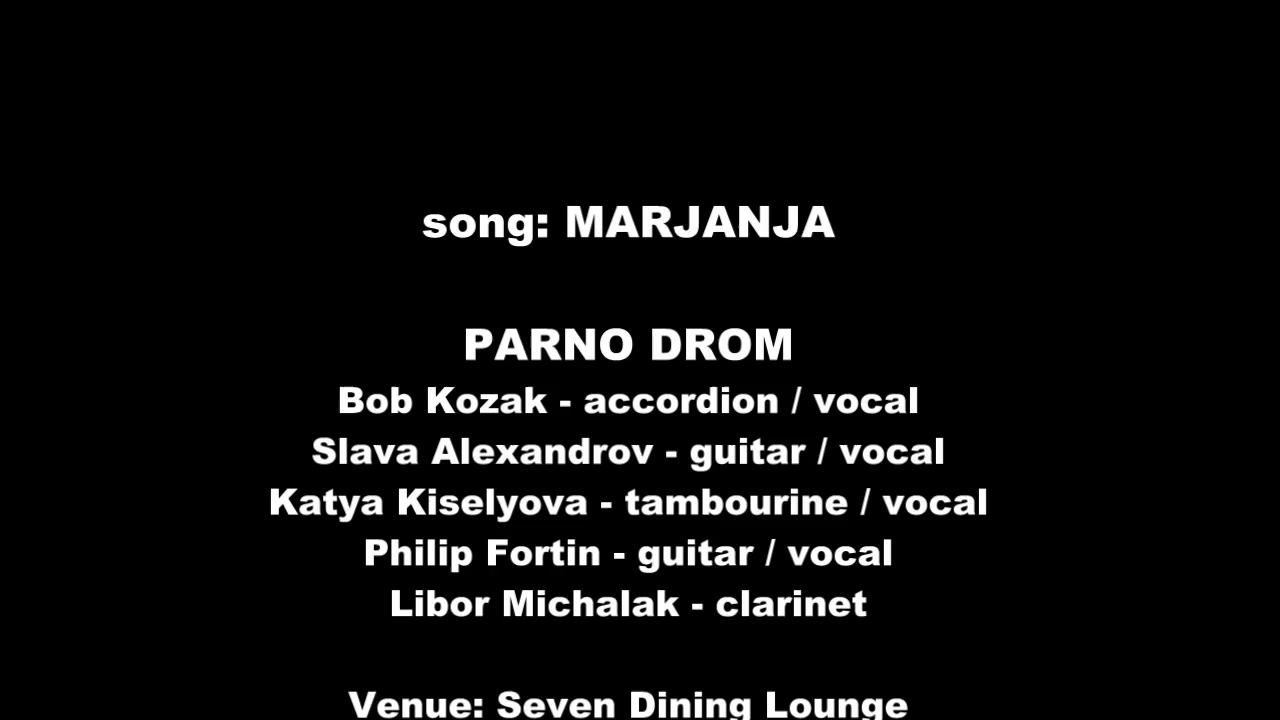 song: MARJANJA
PARNO DROM
Bob Kozak - accordion / vocal
Slava Alexandrov - guitar / vocal
Katya Kiselyova - tambourine / vocal
Philip Fortin - guitar / vocal
Libor Michalak - clarinet
Venue: Seven Dining Lounge